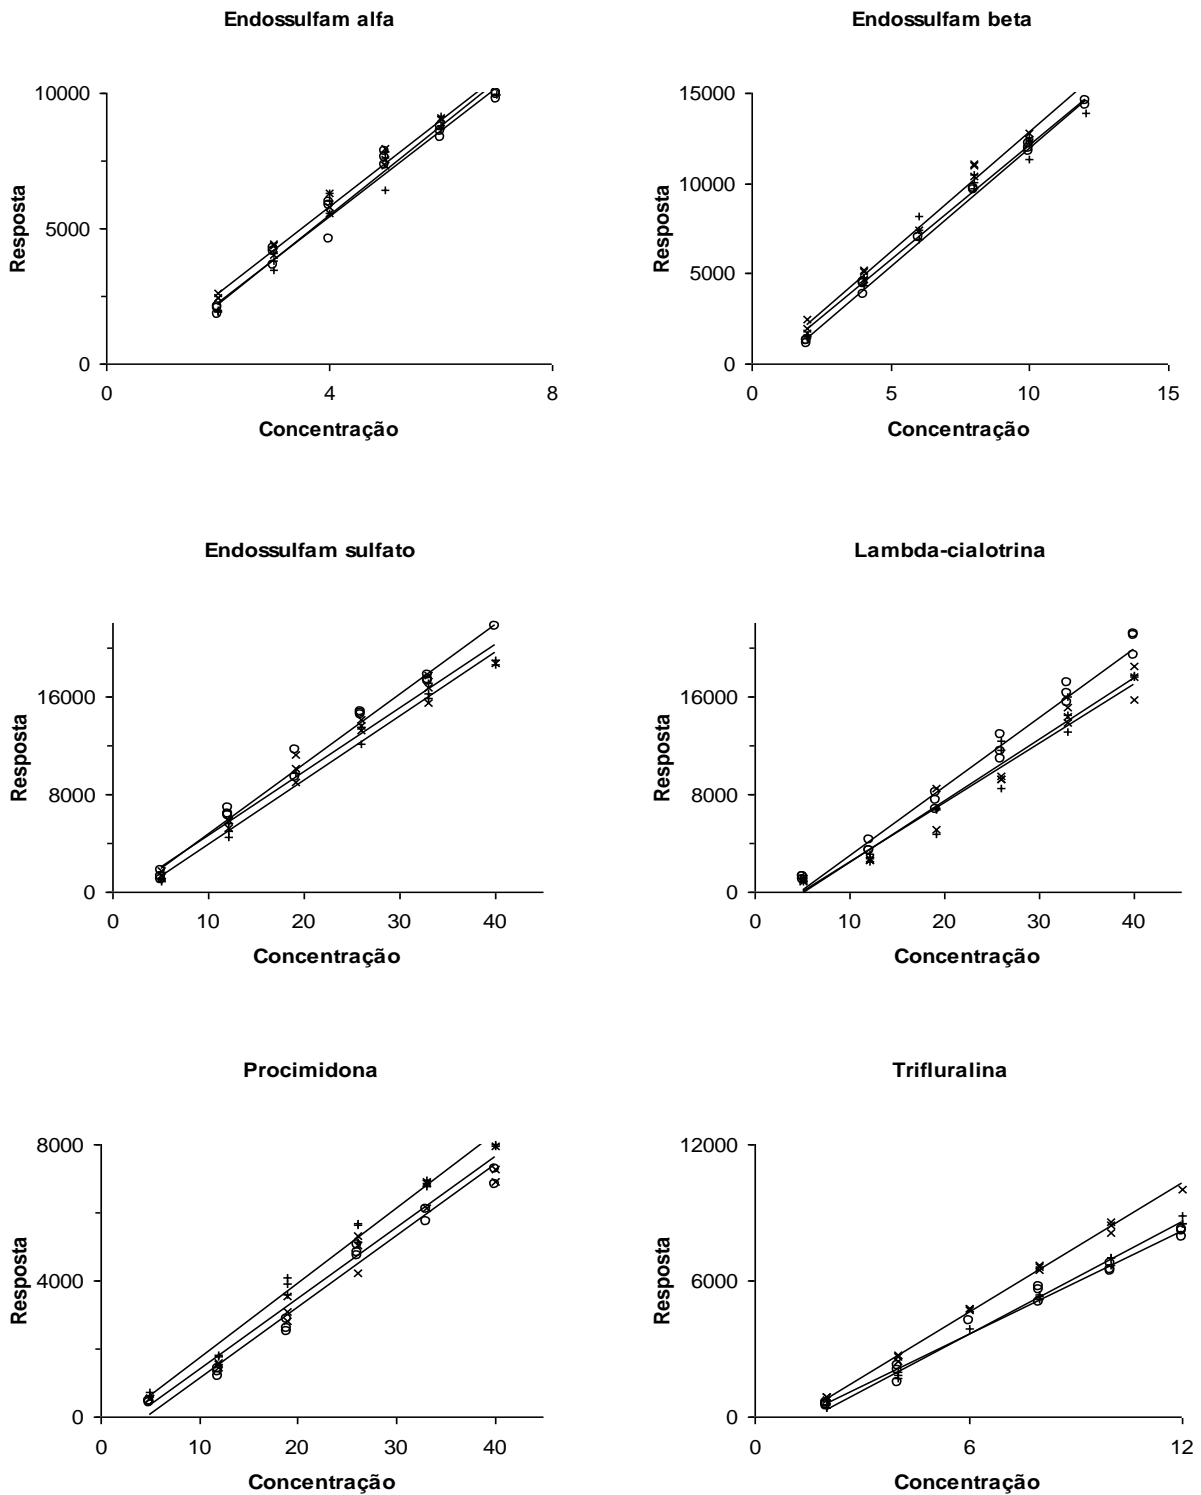 Endossulfam alfa
10000
5000
0
0 4 8
Resposta
Concentração
Endossulfam beta
15000
10000
5000
0
0 5 10 15
Resposta
Concentração
Endossulfam sulfato
16000
8000
0
0 10 20 30 40
Resposta
Concentração
Lambda-cialotrina
16000
8000
0
0 10 20 30 40
Resposta
Concentração
Procimidona
8000
4000
0
0 10 20 30 40
Resposta
Concentração
Trifluralina
12000
6000
0
0 6 12
Resposta
Concentração